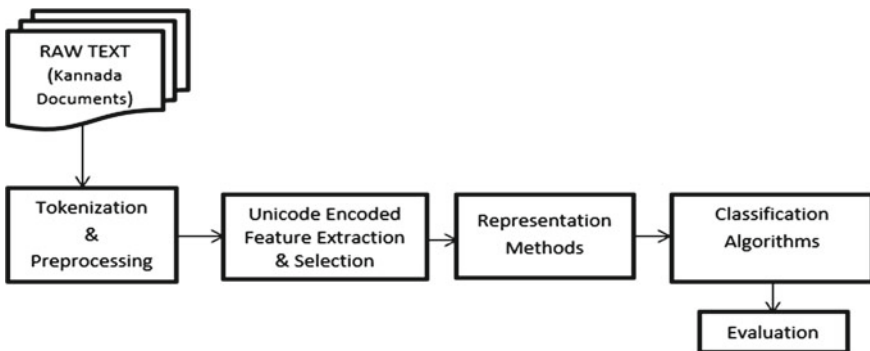 RAW TEXT
(Kannada
Documents)
Tokenization
&
Preprocessing
Unicode Encoded
Feature Extraction
& Selection
Representation
Methods
Classification
Algorithms
Evaluation